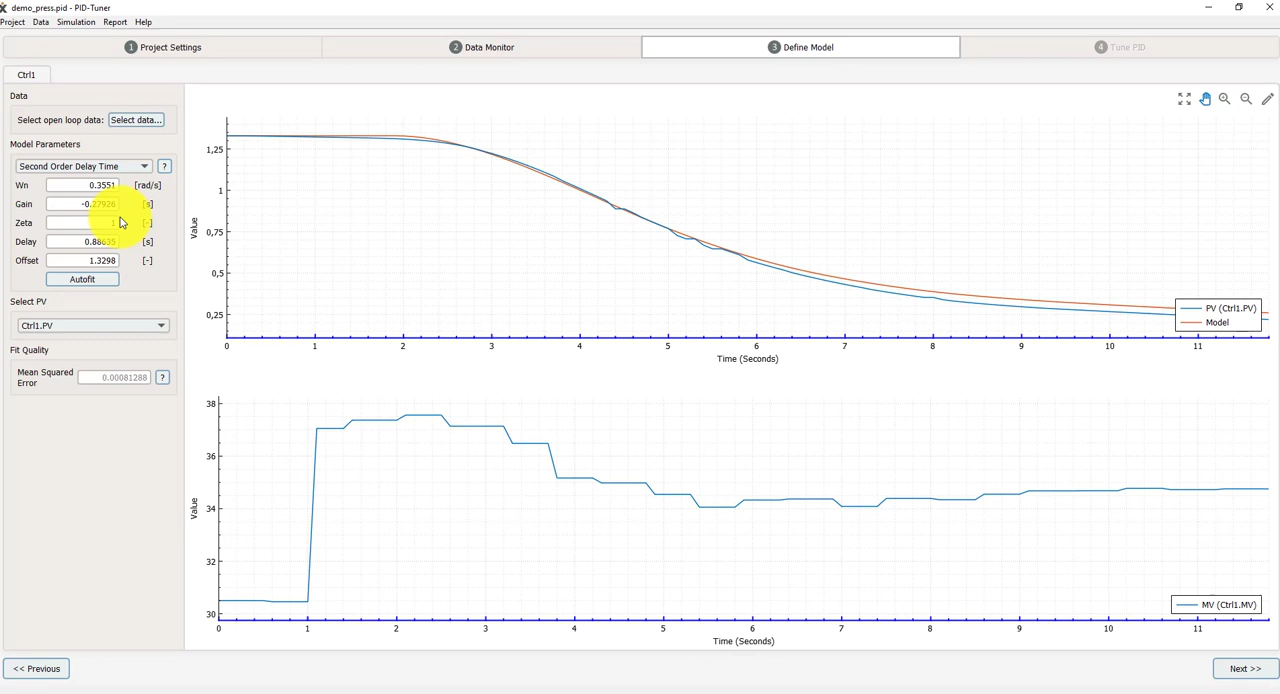 demo_press.pid - PID-Tuner
Project Data Simulation Report Help
1 Project Settings
2 Data Monitor
3 Define Model
4 Tune PID
Ctrl1
Data
Select open loop data: Select data...
Model Parameters
Second Order Delay Time ?
Wn 0.3551 [rad/s]
Gain -0.27926 [s]
Zeta 1 [-]
Delay 0.88635 [s]
Offset 1.3298 [-]
Autofit
Select PV
Ctrl1.PV
Fit Quality
Mean Squared
Error 0.00081288 ?
Value
1,25
1
0,75
0,5
0,25
0 1 2 3 4 5 6 7 8 9 10 11
Time (Seconds)
PV (Ctrl1.PV)
Model
Value
38
36
34
32
30
0 1 2 3 4 5 6 7 8 9 10 11
Time (Seconds)
MV (Ctrl1.MV)
<< Previous
Next >>